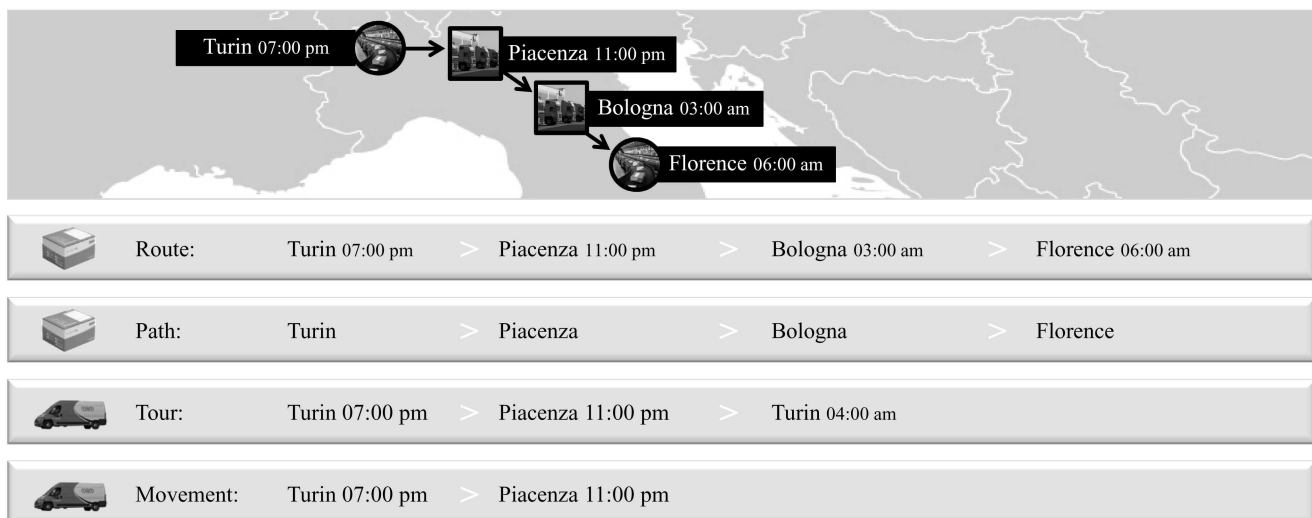 Turin 07:00 pm
Piacenza 11:00 pm
Bologna 03:00 am
Florence 06:00 am
Route: Turin 07:00 pm > Piacenza 11:00 pm > Bologna 03:00 am > Florence 06:00 am
Path: Turin > Piacenza > Bologna > Florence
Tour: Turin 07:00 pm > Piacenza 11:00 pm > Turin 04:00 am
Movement: Turin 07:00 pm > Piacenza 11:00 pm